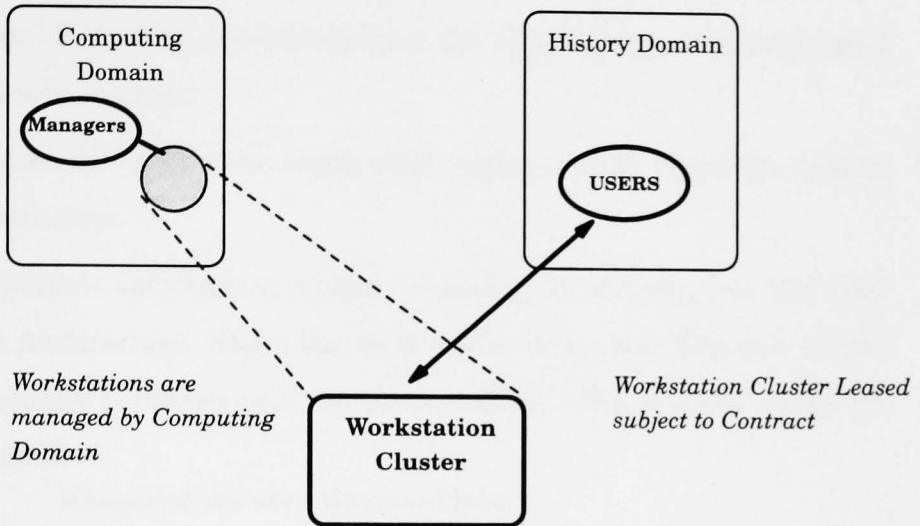 Computing
Domain
Managers
History Domain
USERS
Workstations are
managed by Computing
Domain
Workstation
Cluster
Workstation Cluster Leased
subject to Contract